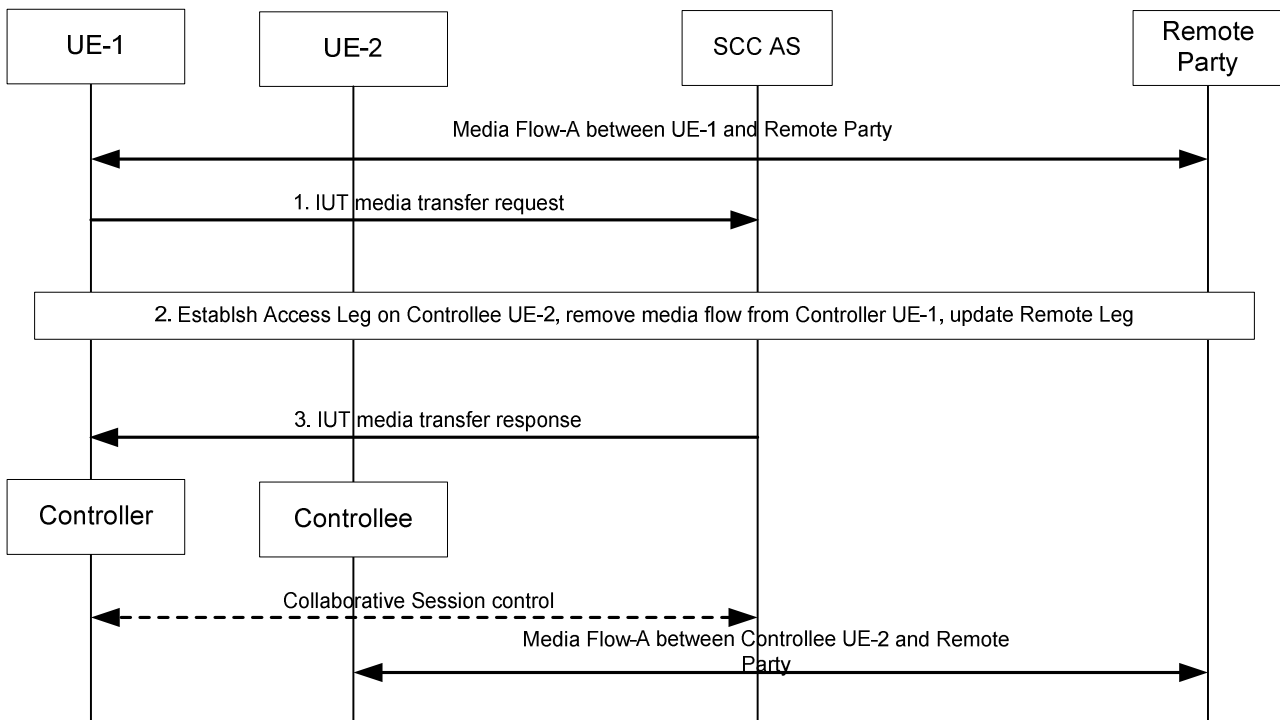 UE-1
UE-2
SCC AS
Remote
Party
Media Flow-A between UE-1 and Remote Party
1. IUT media transfer request
2. Establsh Access Leg on Controllee UE-2, remove media flow from Controller UE-1, update Remote Leg
3. IUT media transfer response
Controller
Controllee
Collaborative Session control
Media Flow-A between Controllee UE-2 and Remote
Party